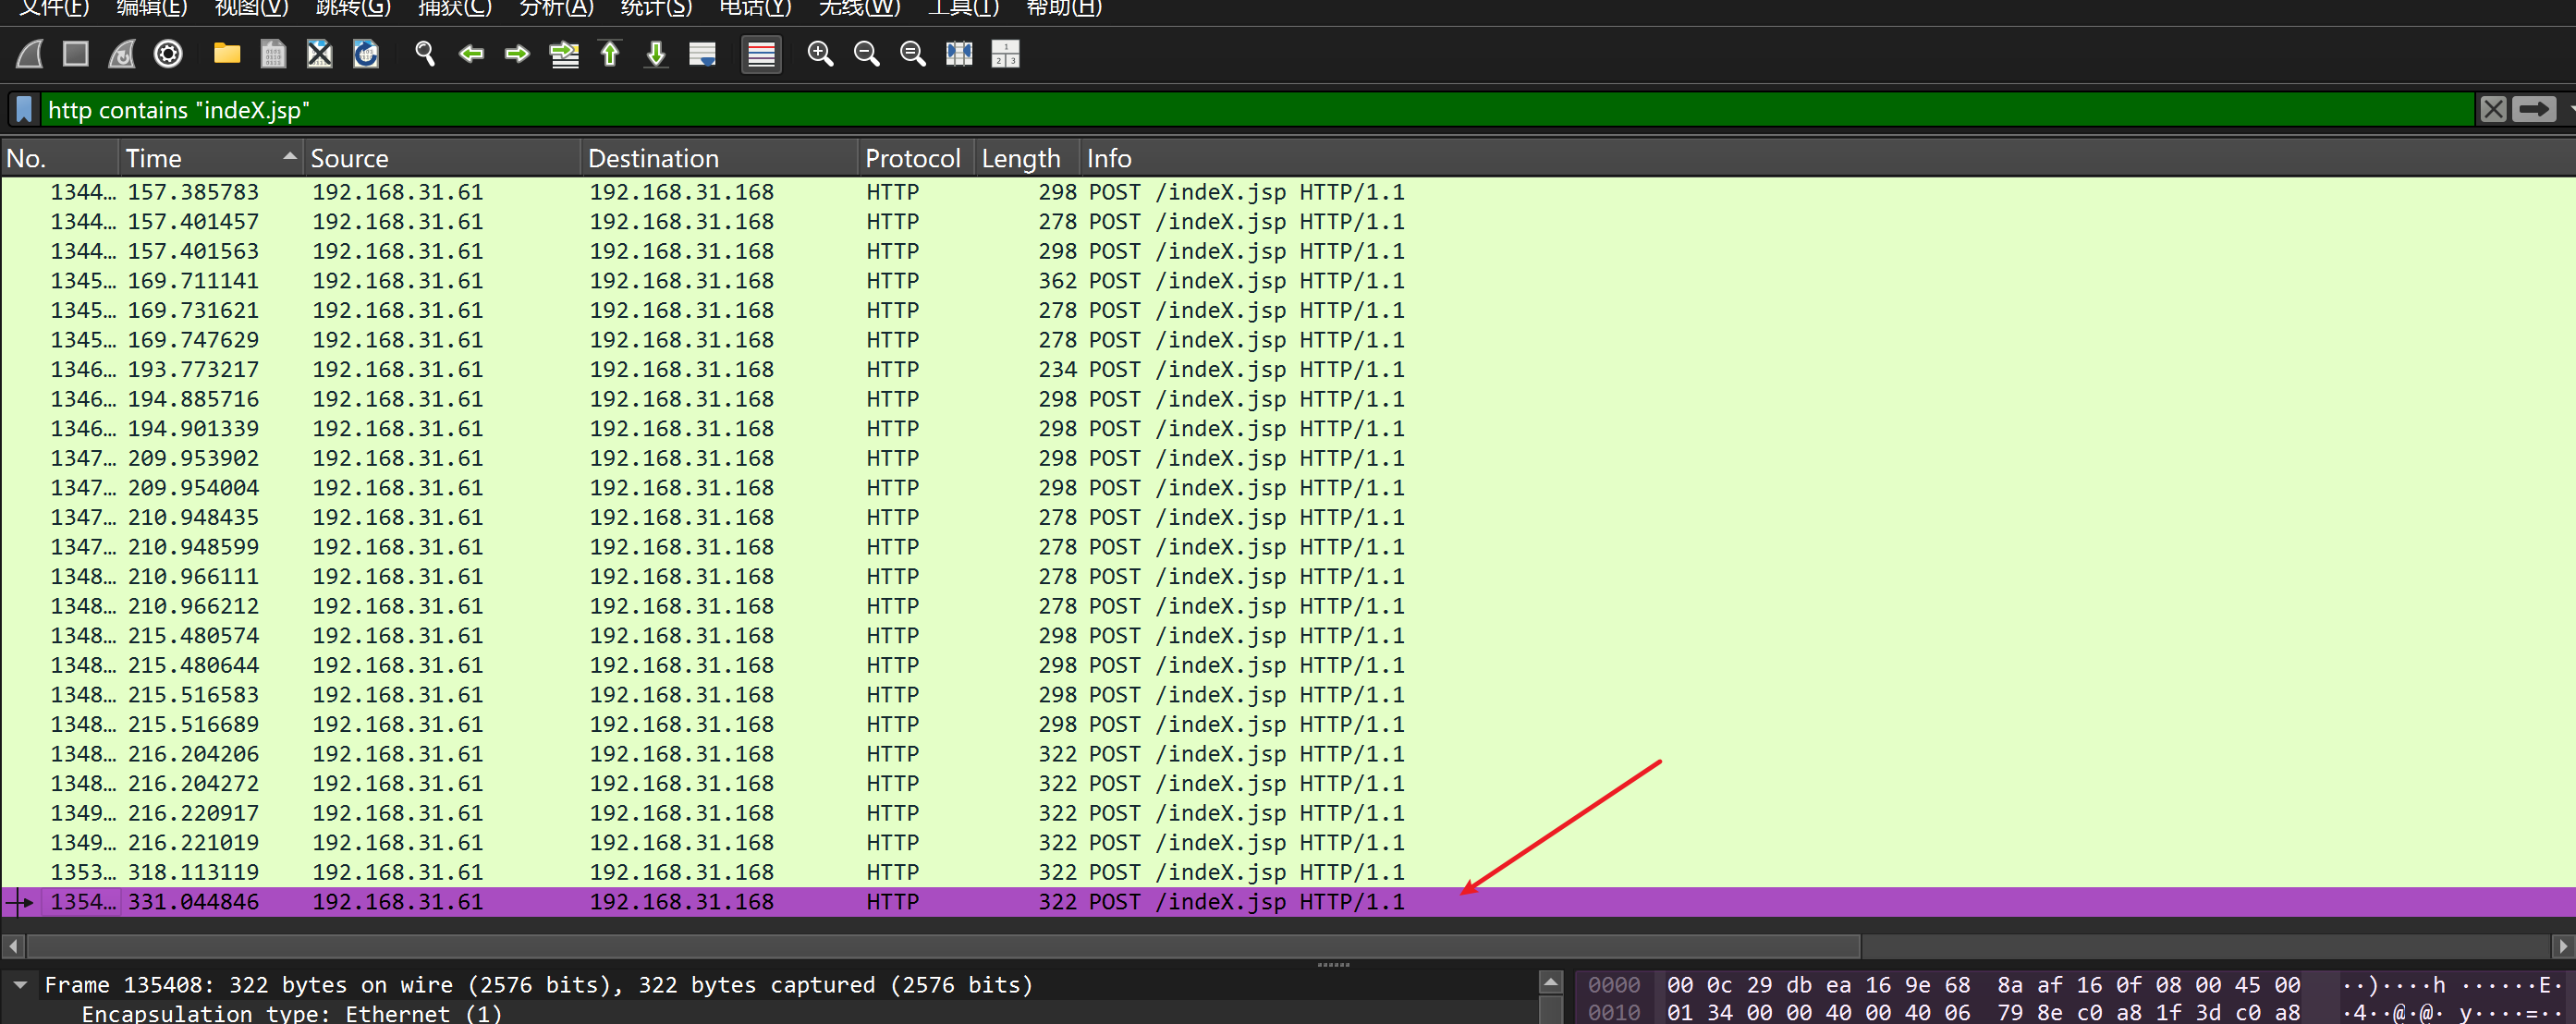 文件(F) 编辑(E) 视图(V) 跳转(G) 捕获(C) 分析(A) 统计(S) 电话(Y) 无线(W) 工具(T) 帮助(H)
http contains "indeX.jsp"
No. Time Source Destination Protocol Length Info
1344… 157.385783 192.168.31.61 192.168.31.168 HTTP 298 POST /indeX.jsp HTTP/1.1
1344… 157.401457 192.168.31.61 192.168.31.168 HTTP 278 POST /indeX.jsp HTTP/1.1
1344… 157.401563 192.168.31.61 192.168.31.168 HTTP 298 POST /indeX.jsp HTTP/1.1
1345… 169.711141 192.168.31.61 192.168.31.168 HTTP 362 POST /indeX.jsp HTTP/1.1
1345… 169.731621 192.168.31.61 192.168.31.168 HTTP 278 POST /indeX.jsp HTTP/1.1
1345… 169.747629 192.168.31.61 192.168.31.168 HTTP 278 POST /indeX.jsp HTTP/1.1
1346… 193.773217 192.168.31.61 192.168.31.168 HTTP 234 POST /indeX.jsp HTTP/1.1
1346… 194.885716 192.168.31.61 192.168.31.168 HTTP 298 POST /indeX.jsp HTTP/1.1
1346… 194.901339 192.168.31.61 192.168.31.168 HTTP 298 POST /indeX.jsp HTTP/1.1
1347… 209.953902 192.168.31.61 192.168.31.168 HTTP 298 POST /indeX.jsp HTTP/1.1
1347… 209.954004 192.168.31.61 192.168.31.168 HTTP 298 POST /indeX.jsp HTTP/1.1
1347… 210.948435 192.168.31.61 192.168.31.168 HTTP 278 POST /indeX.jsp HTTP/1.1
1347… 210.948599 192.168.31.61 192.168.31.168 HTTP 278 POST /indeX.jsp HTTP/1.1
1348… 210.966111 192.168.31.61 192.168.31.168 HTTP 278 POST /indeX.jsp HTTP/1.1
1348… 210.966212 192.168.31.61 192.168.31.168 HTTP 278 POST /indeX.jsp HTTP/1.1
1348… 215.480574 192.168.31.61 192.168.31.168 HTTP 298 POST /indeX.jsp HTTP/1.1
1348… 215.480644 192.168.31.61 192.168.31.168 HTTP 298 POST /indeX.jsp HTTP/1.1
1348… 215.516583 192.168.31.61 192.168.31.168 HTTP 298 POST /indeX.jsp HTTP/1.1
1348… 215.516689 192.168.31.61 192.168.31.168 HTTP 298 POST /indeX.jsp HTTP/1.1
1348… 216.204206 192.168.31.61 192.168.31.168 HTTP 322 POST /indeX.jsp HTTP/1.1
1348… 216.204272 192.168.31.61 192.168.31.168 HTTP 322 POST /indeX.jsp HTTP/1.1
1349… 216.220917 192.168.31.61 192.168.31.168 HTTP 322 POST /indeX.jsp HTTP/1.1
1349… 216.221019 192.168.31.61 192.168.31.168 HTTP 322 POST /indeX.jsp HTTP/1.1
1353… 318.113119 192.168.31.61 192.168.31.168 HTTP 322 POST /indeX.jsp HTTP/1.1
1354… 331.044846 192.168.31.61 192.168.31.168 HTTP 322 POST /indeX.jsp HTTP/1.1
Frame 135408: 322 bytes on wire (2576 bits), 322 bytes captured (2576 bits)
Encapsulation type: Ethernet (1)
0000 00 0c 29 db ea 16 9e 68 8a af 16 0f 08 00 45 00 ··)····h ······E·
0010 01 34 00 00 40 00 40 06 79 8e c0 a8 1f 3d c0 a8 ·4··@·@· y····=··